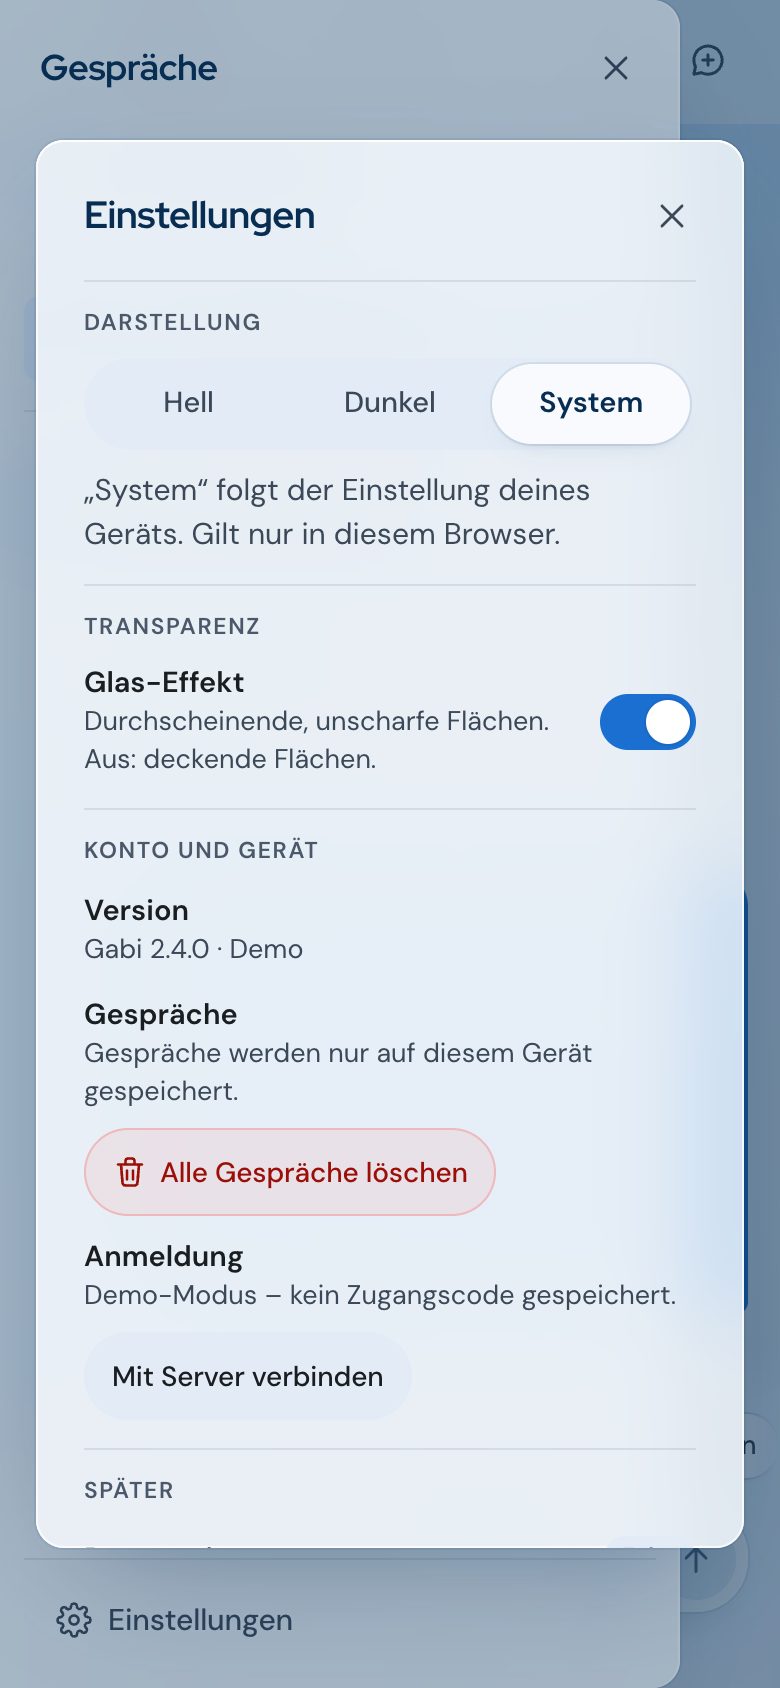 Gespräche
Einstellungen
DARSTELLUNG
Hell
Dunkel
System
„System“ folgt der Einstellung deines
Geräts. Gilt nur in diesem Browser.
TRANSPARENZ
Glas-Effekt
Durchscheinende, unscharfe Flächen.
Aus: deckende Flächen.
KONTO UND GERÄT
Version
Gabi 2.4.0 · Demo
Gespräche
Gespräche werden nur auf diesem Gerät
gespeichert.
Alle Gespräche löschen
Anmeldung
Demo-Modus – kein Zugangscode gespeichert.
Mit Server verbinden
n
SPÄTER
Einstellungen